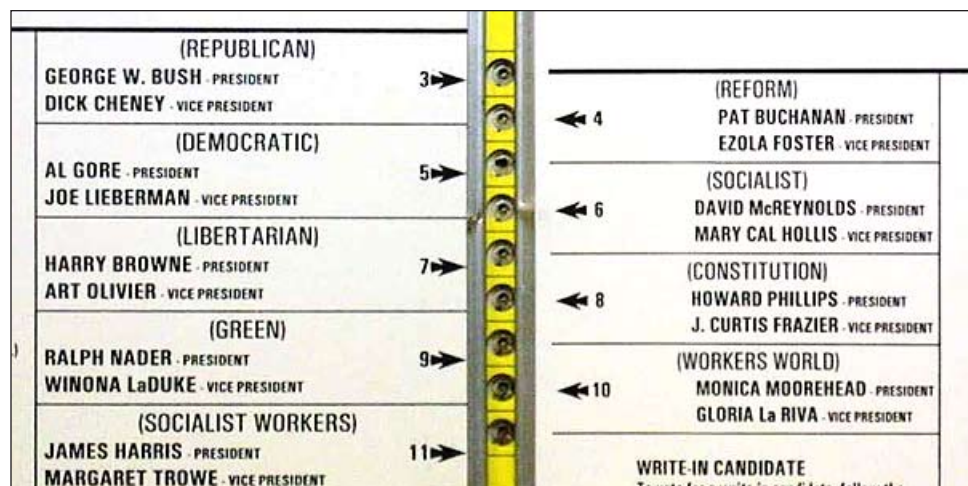 (REPUBLICAN)
GEORGE W. BUSH - PRESIDENT 3
DICK CHENEY - VICE PRESIDENT
(DEMOCRATIC)
AL GORE - PRESIDENT 5
JOE LIEBERMAN - VICE PRESIDENT
(LIBERTARIAN)
HARRY BROWNE - PRESIDENT 7
ART OLIVIER - VICE PRESIDENT
(GREEN)
RALPH NADER - PRESIDENT 9
WINONA LaDUKE - VICE PRESIDENT
(SOCIALIST WORKERS)
JAMES HARRIS - PRESIDENT 11
MARGARET TROWE - VICE PRESIDENT
(REFORM)
4 PAT BUCHANAN - PRESIDENT
EZOLA FOSTER - VICE PRESIDENT
(SOCIALIST)
6 DAVID McREYNOLDS - PRESIDENT
MARY CAL HOLLIS - VICE PRESIDENT
(CONSTITUTION)
8 HOWARD PHILLIPS - PRESIDENT
J. CURTIS FRAZIER - VICE PRESIDENT
(WORKERS WORLD)
10 MONICA MOOREHEAD - PRESIDENT
GLORIA La RIVA - VICE PRESIDENT
WRITE-IN CANDIDATE